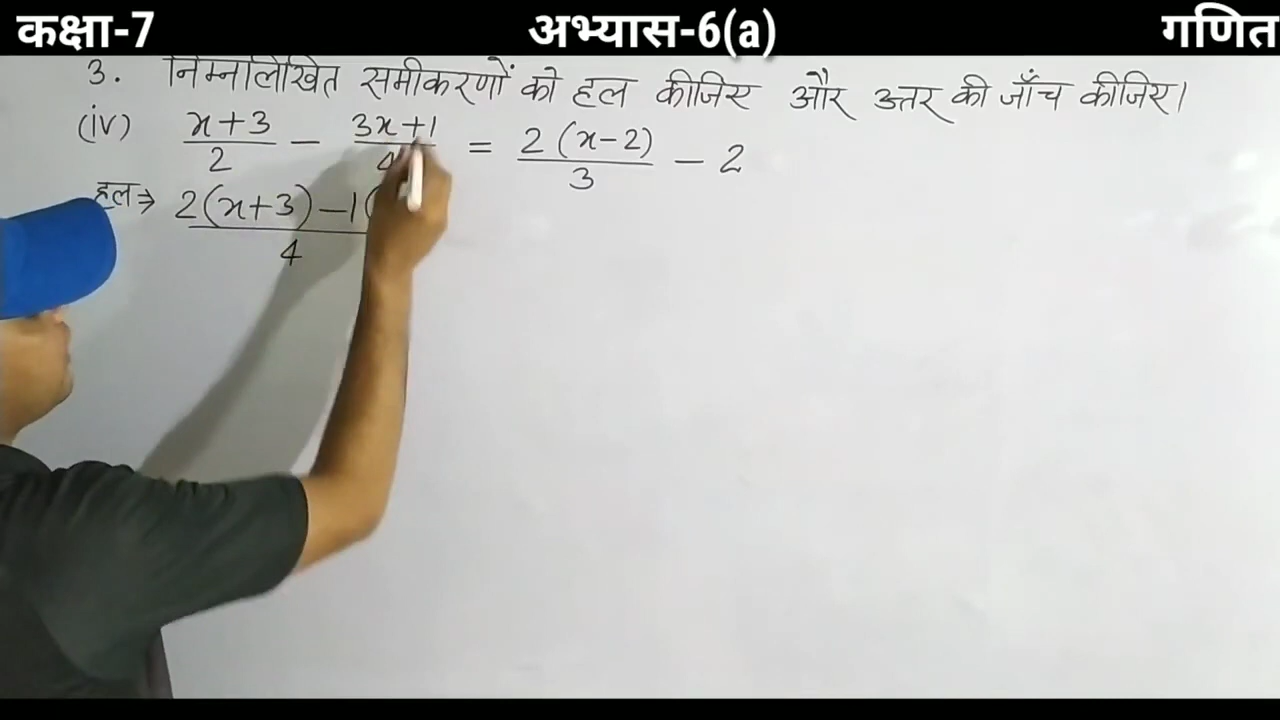 कक्षा-7 अभ्यास-6(a) गणित
3. निम्नलिखित समीकरणों को हल कीजिए और उत्तर की जाँच कीजिए।
(iv) x+3/2 - 3x+1/4 = 2(x-2)/3 - 2
हल⇒ 2(x+3)-1(/4